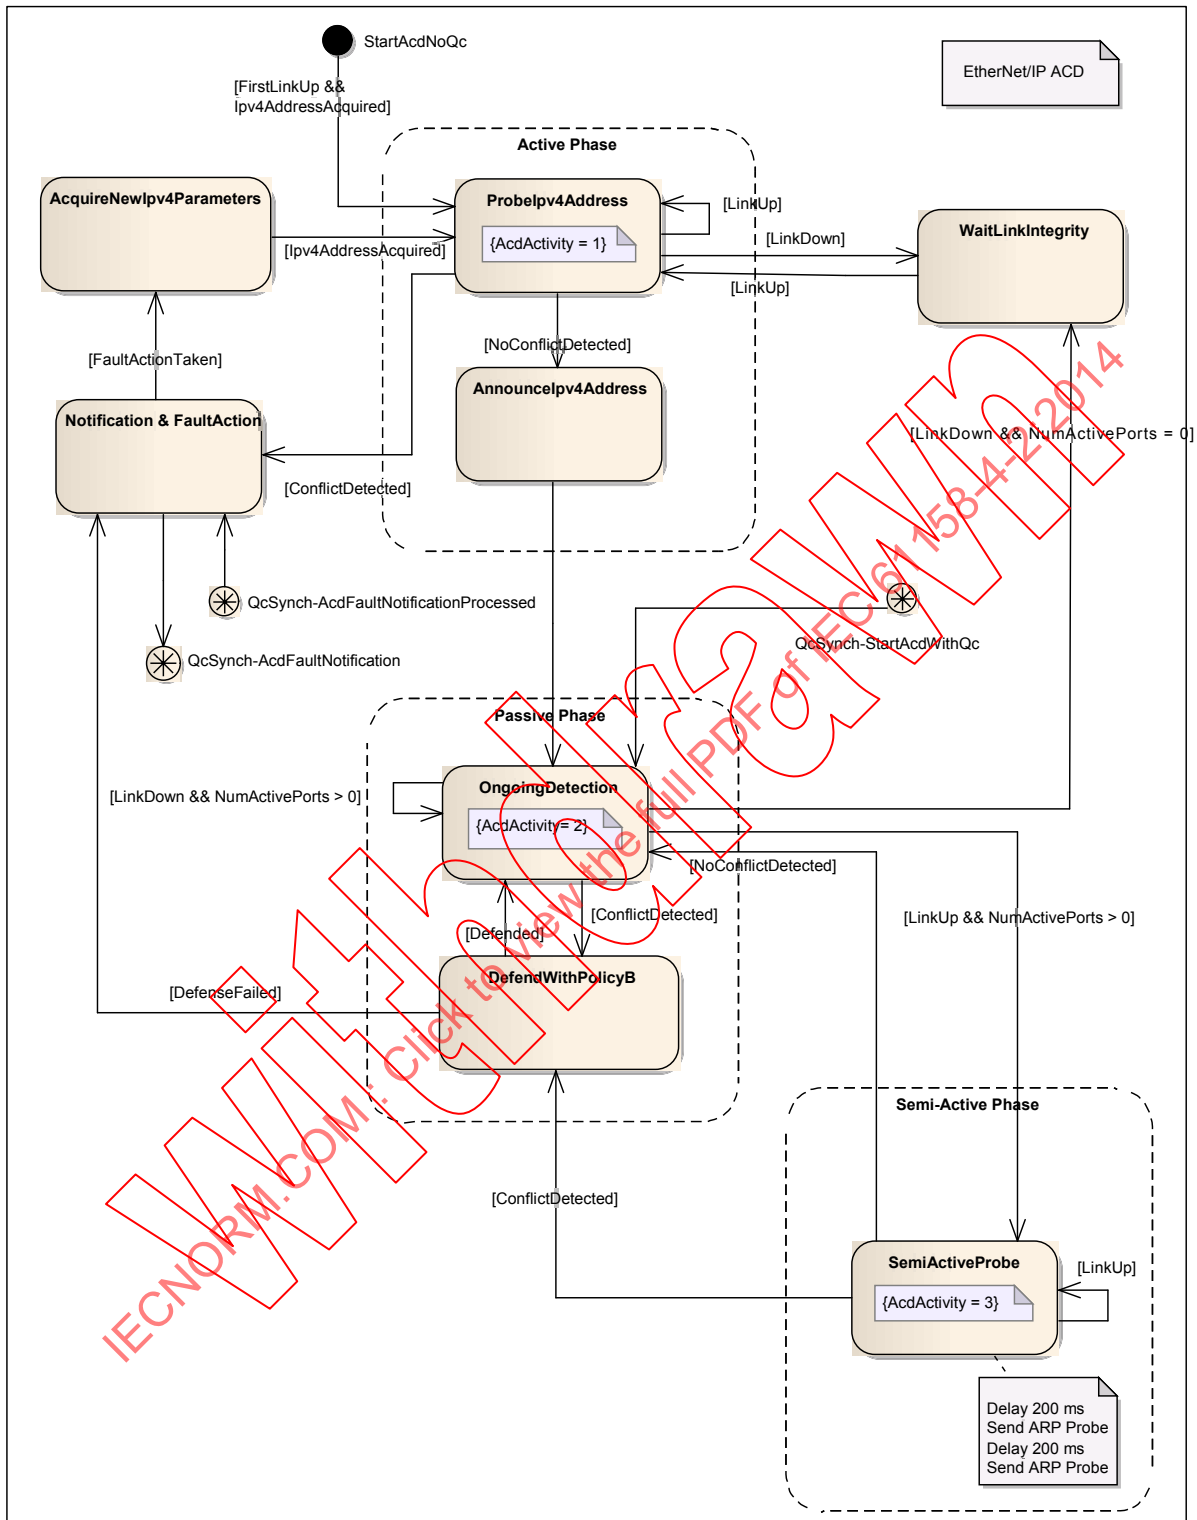 StartAcdNoQc
EtherNet/IP ACD
[FirstLinkUp &&
Ipv4AddressAcquired]
Active Phase
AcquireNewIpv4Parameters
ProbeIpv4Address
{AcdActivity = 1}
[LinkUp]
WaitLinkIntegrity
[LinkDown]
[Ipv4AddressAcquired]
[LinkUp]
[NoConflictDetected]
[FaultActionTaken]
AnnounceIpv4Address
Notification & FaultAction
[LinkDown && NumActivePorts = 0]
[ConflictDetected]
QcSynch-AcdFaultNotificationProcessed
QcSynch-StartAcdWithQc
QcSynch-AcdFaultNotification
Passive Phase
OngoingDetection
[LinkDown && NumActivePorts > 0]
{AcdActivity= 2}
[NoConflictDetected]
[ConflictDetected]
[LinkUp && NumActivePorts > 0]
[Defended]
DefendWithPolicyB
[DefenseFailed]
Semi-Active Phase
[ConflictDetected]
SemiActiveProbe
[LinkUp]
{AcdActivity = 3}
Delay 200 ms
Send ARP Probe
Delay 200 ms
Send ARP Probe
Withdrawn
IECNORM.COM : Click to view the full PDF of IEC 61158-4-2:2014